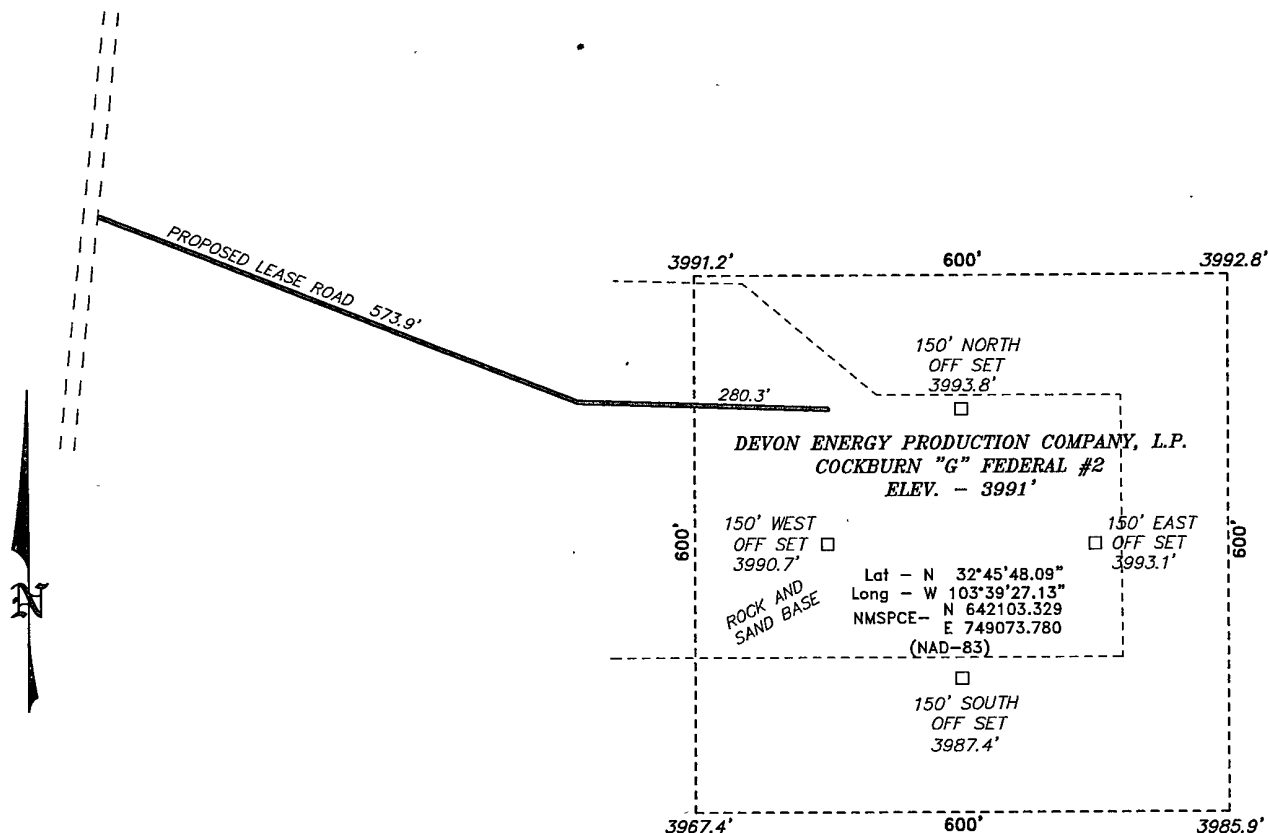 PROPOSED LEASE ROAD 573.9'
280.3'
3991.2'
600'
3992.8'
150' NORTH
OFF SET
3993.8'
DEVON ENERGY PRODUCTION COMPANY, L.P.
COCKBURN "G" FEDERAL #2
ELEV. - 3991'
600'
150' WEST
OFF SET
3990.7'
150' EAST
OFF SET
3993.1'
600'
ROCK AND
SAND BASE
Lat - N 32°45'48.09"
Long - W 103°39'27.13"
NMSPCE- N 642103.329
E 749073.780
(NAD-83)
150' SOUTH
OFF SET
3987.4'
3967.4'
600'
3985.9'
N